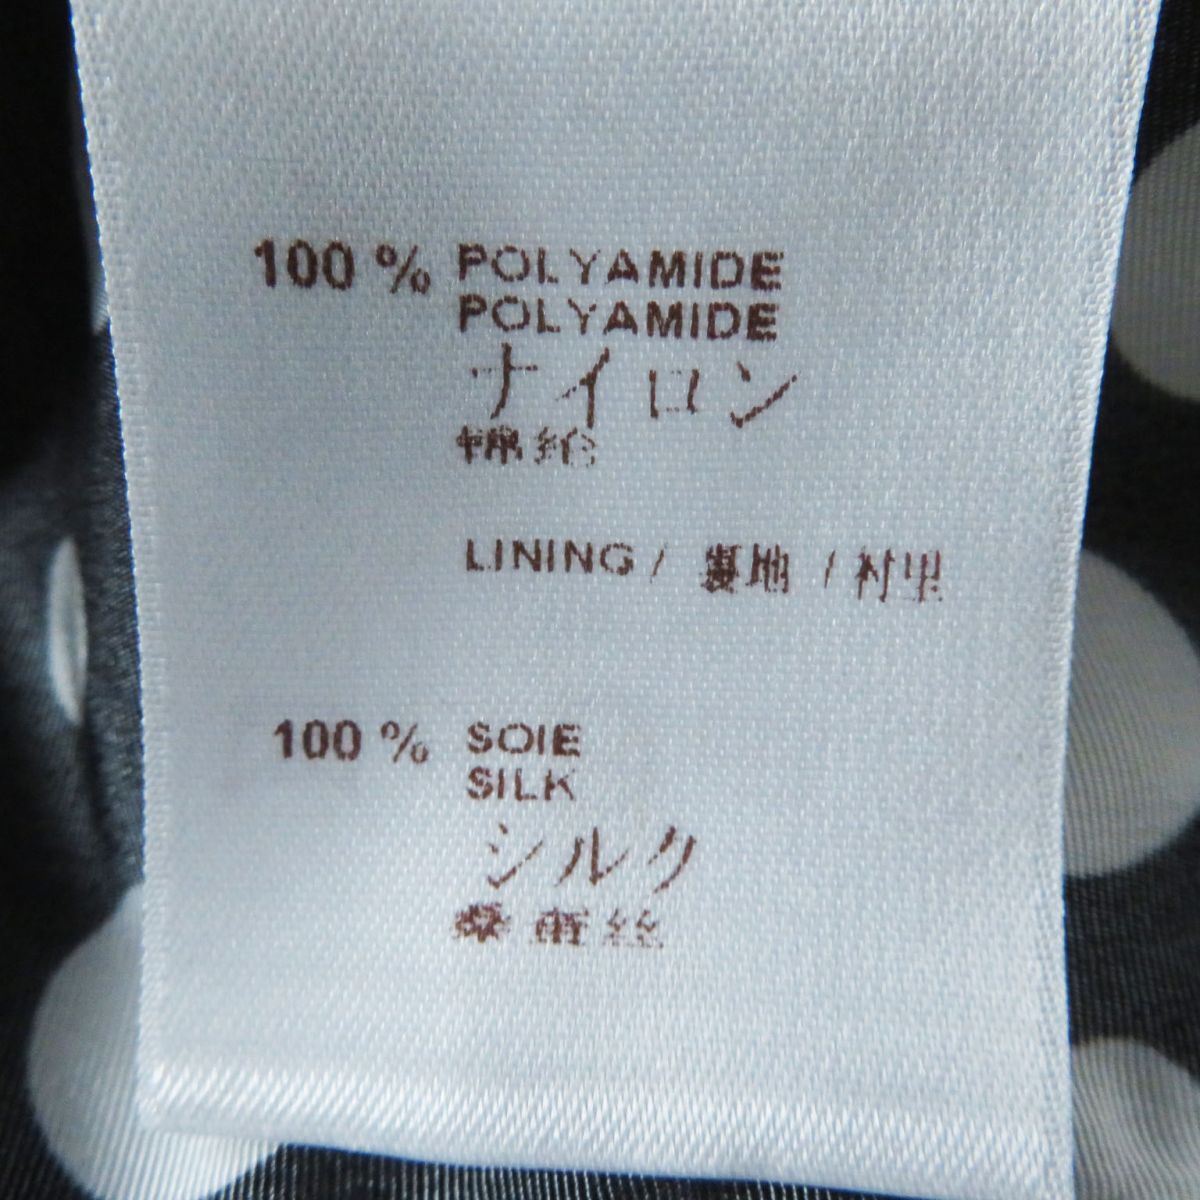 100 % POLYAMIDE
POLYAMIDE
ナイロン
锦纶
LINING / 裏地 / 衬里
100 % SOIE
SILK
シルク
桑蚕丝